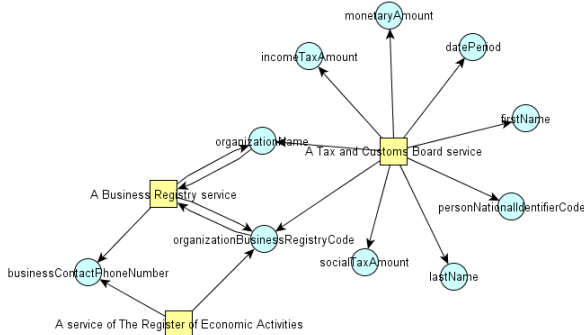 monetaryAmount
datePeriod
incomeTaxAmount
firstName
organizationName
A Tax and Customs Board service
A Business Registry service
personNationalIdentifierCode
organizationBusinessRegistryCode
socialTaxAmount
lastName
businessContactPhoneNumber
A service of The Register of Economic Activities